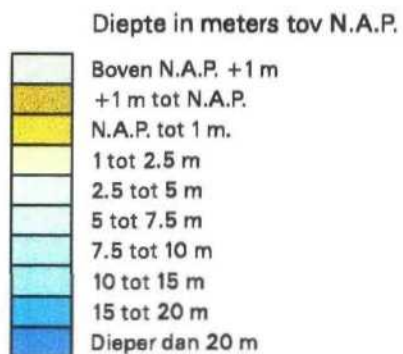 Diepte in meters tov N.A.P.
Boven N.A.P. +1 m
+1 m tot N.A.P.
N.A.P. tot 1 m.
1 tot 2.5 m
2.5 tot 5 m
5 tot 7.5 m
7.5 tot 10 m
10 tot 15 m
15 tot 20 m
Dieper dan 20 m